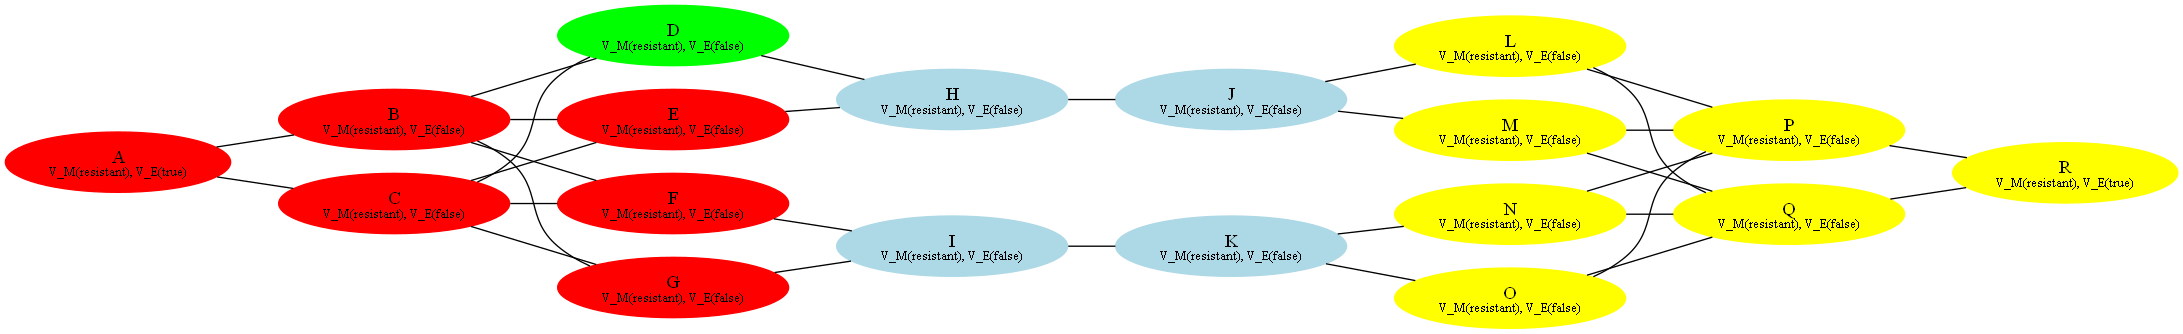 A
V_M(resistant), V_E(true)
B
V_M(resistant), V_E(false)
C
V_M(resistant), V_E(false)
D
V_M(resistant), V_E(false)
E
V_M(resistant), V_E(false)
F
V_M(resistant), V_E(false)
G
V_M(resistant), V_E(false)
H
V_M(resistant), V_E(false)
I
V_M(resistant), V_E(false)
J
V_M(resistant), V_E(false)
K
V_M(resistant), V_E(false)
L
V_M(resistant), V_E(false)
M
V_M(resistant), V_E(false)
N
V_M(resistant), V_E(false)
O
V_M(resistant), V_E(false)
P
V_M(resistant), V_E(false)
Q
V_M(resistant), V_E(false)
R
V_M(resistant), V_E(true)